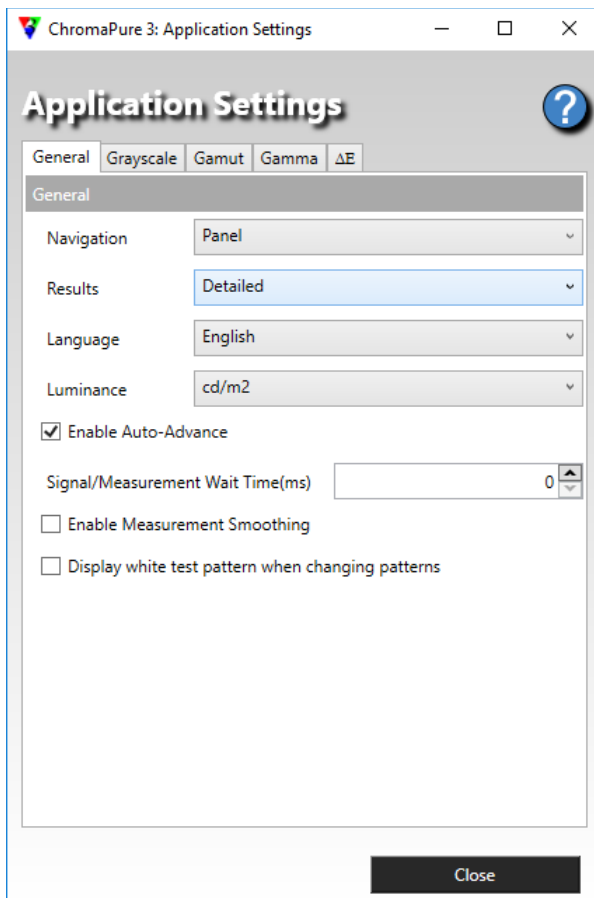 ChromaPure 3: Application Settings
Application Settings
?
General Grayscale Gamut Gamma ΔE
General
Navigation Panel
Results Detailed
Language English
Luminance cd/m2
Enable Auto-Advance
Signal/Measurement Wait Time(ms) 0
Enable Measurement Smoothing
Display white test pattern when changing patterns
Close